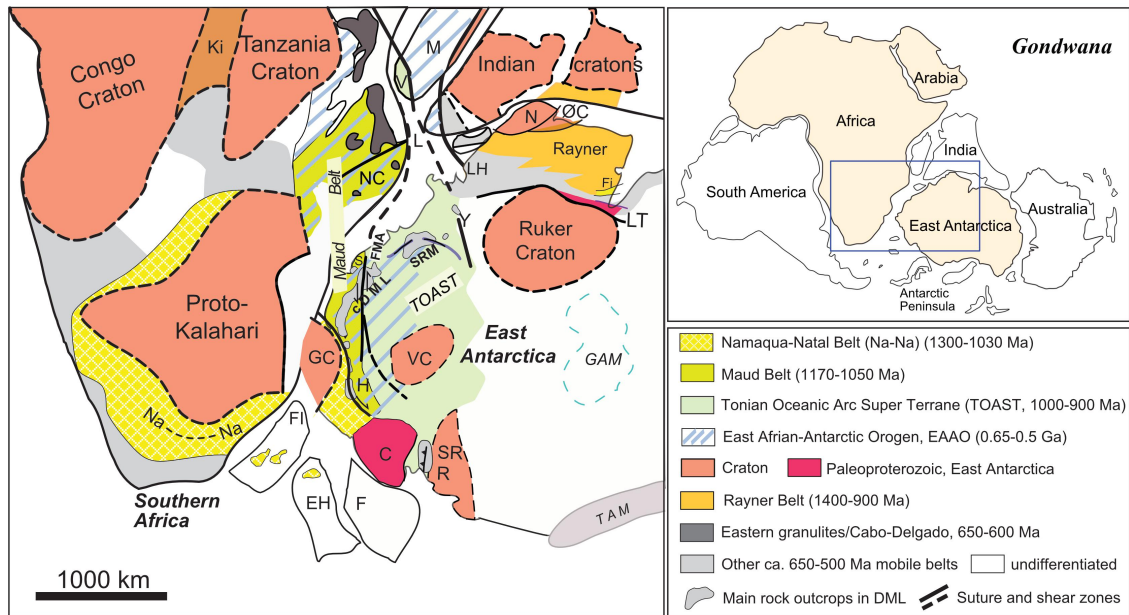 Congo
Craton
Ki
Tanzania
Craton
M
V
Indian
cratons
N
ØC
Rayner
Fi
L
LH
NC
LT
Maud Belt
Y
Ruker
Craton
FMA
SRM
S
cDML
TOAST
Proto-
Kalahari
East
Antarctica
GAM
GC
VC
H
Na
Na
FI
C
SR
R
EH
F
Southern
Africa
TAM
1000 km
Gondwana
Arabia
Africa
India
South America
East Antarctica
Australia
Antarctic
Peninsula
Namaqua-Natal Belt (Na-Na) (1300-1030 Ma)
Maud Belt (1170-1050 Ma)
Tonian Oceanic Arc Super Terrane (TOAST, 1000-900 Ma)
East Afrian-Antarctic Orogen, EAAO (0.65-0.5 Ga)
Craton Paleoproterozoic, East Antarctica
Rayner Belt (1400-900 Ma)
Eastern granulites/Cabo-Delgado, 650-600 Ma
Other ca. 650-500 Ma mobile belts undifferentiated
Main rock outcrops in DML Suture and shear zones